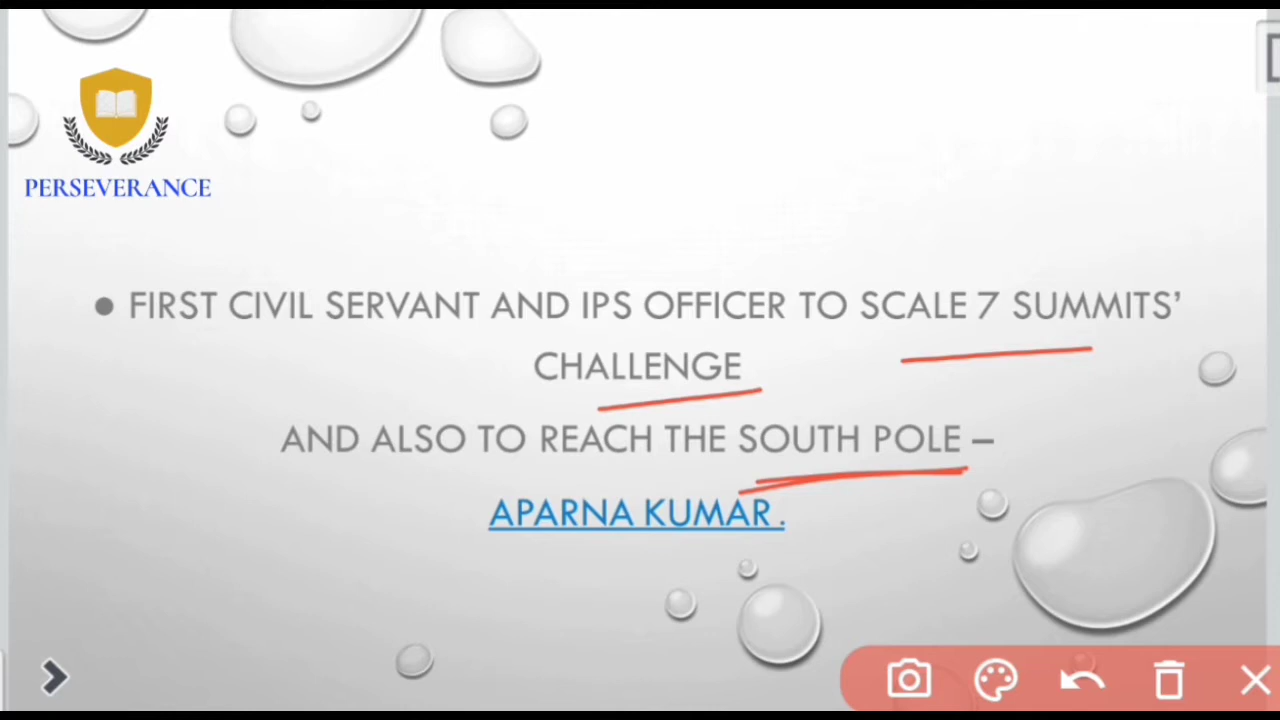 PERSEVERANCE
● FIRST CIVIL SERVANT AND IPS OFFICER TO SCALE 7 SUMMITS’
CHALLENGE
AND ALSO TO REACH THE SOUTH POLE –
APARNA KUMAR .